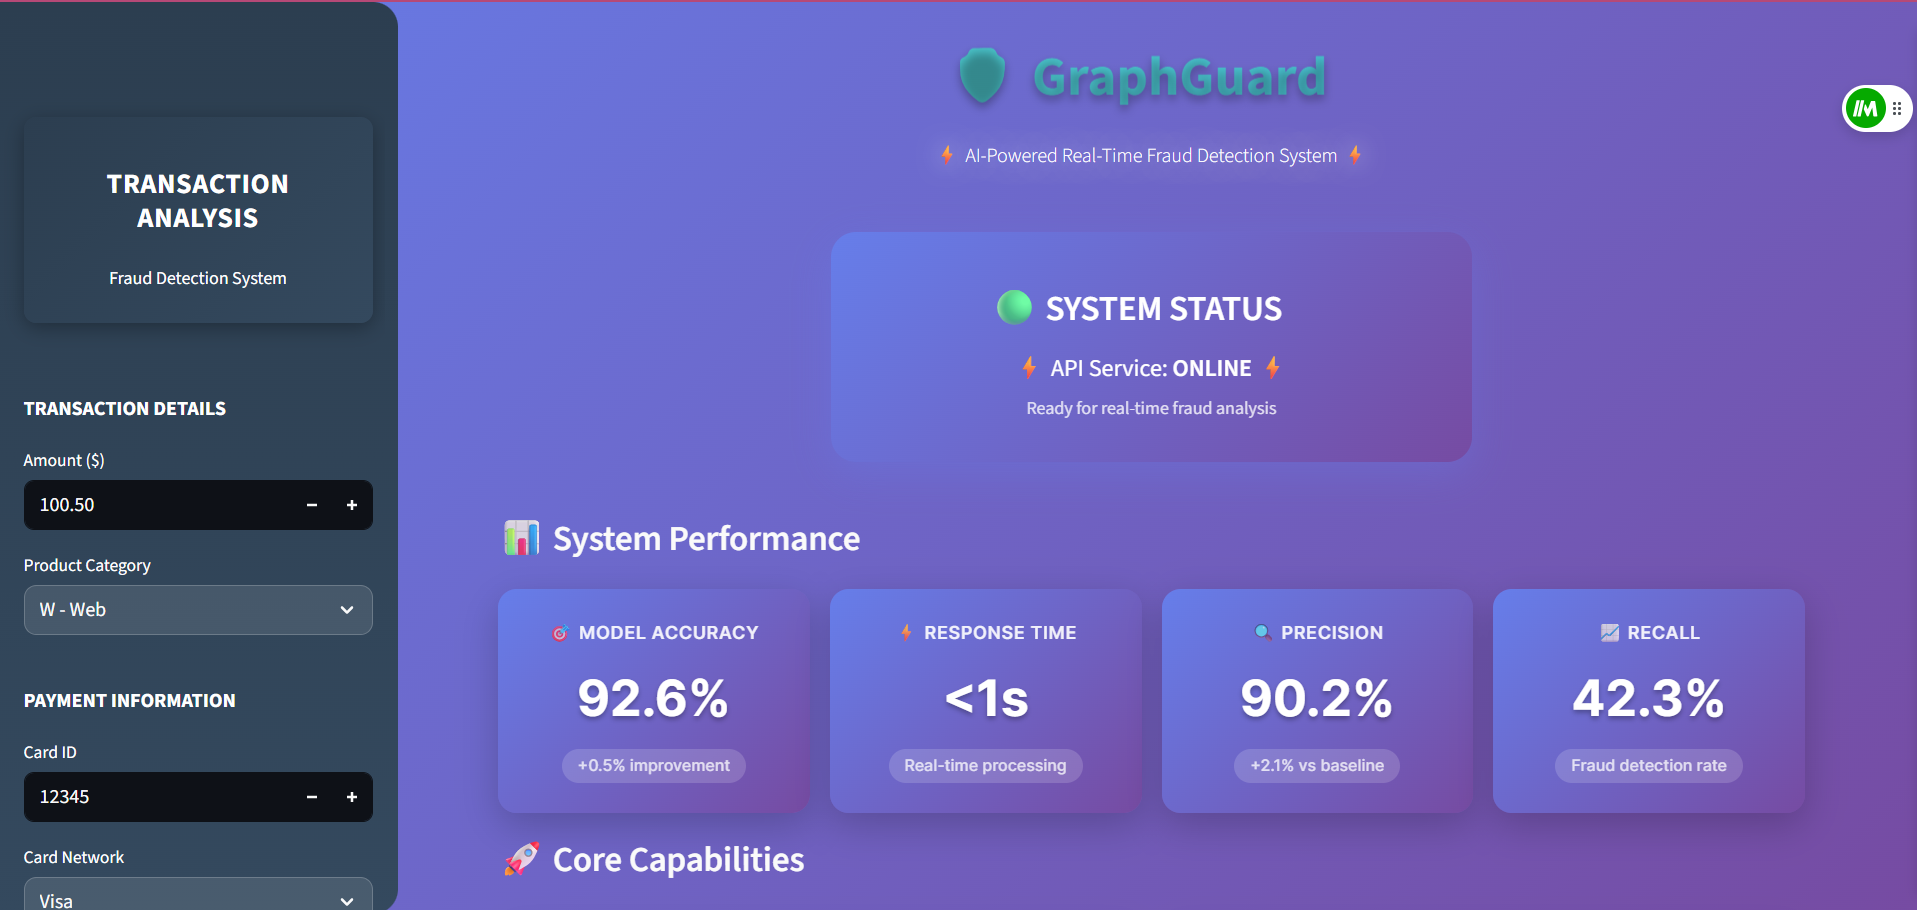 TRANSACTION
ANALYSIS
Fraud Detection System
TRANSACTION DETAILS
Amount ($)
100.50
Product Category
W - Web
PAYMENT INFORMATION
Card ID
12345
Card Network
Visa
GraphGuard
AI-Powered Real-Time Fraud Detection System
SYSTEM STATUS
API Service: ONLINE
Ready for real-time fraud analysis
System Performance
MODEL ACCURACY
92.6%
+0.5% improvement
RESPONSE TIME
<1s
Real-time processing
PRECISION
90.2%
+2.1% vs baseline
RECALL
42.3%
Fraud detection rate
Core Capabilities